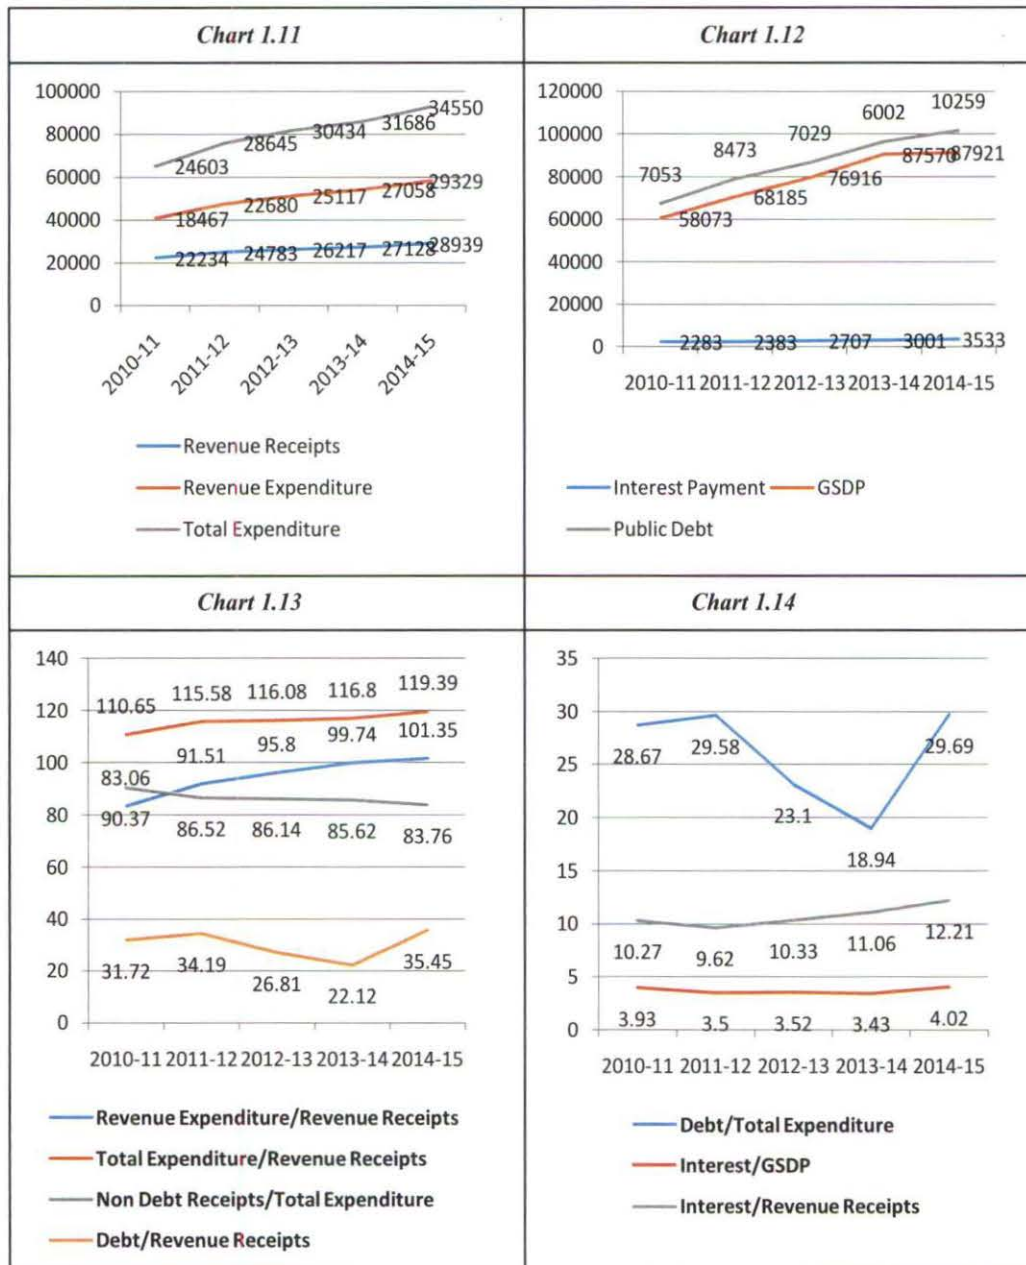 Chart 1.11
100000
80000
60000
40000
20000
0
24603 28645 30434 31686 34550
18467 22680 25117 27058 29329
22234 24783 26217 27128 28939
2010-11 2011-12 2012-13 2013-14 2014-15
Revenue Receipts
Revenue Expenditure
Total Expenditure
Chart 1.12
120000
100000
80000
60000
40000
20000
0
7053 8473 7029 6002 10259
58073 68185 76916 87570 87921
2283 2383 2707 3001 3533
2010-11 2011-12 2012-13 2013-14 2014-15
Interest Payment GSDP
Public Debt
Chart 1.13
140
120
100
80
60
40
20
0
110.65 115.58 116.08 116.8 119.39
83.06 91.51 95.8 99.74 101.35
90.37 86.52 86.14 85.62 83.76
31.72 34.19 26.81 22.12 35.45
2010-11 2011-12 2012-13 2013-14 2014-15
Revenue Expenditure/Revenue Receipts
Total Expenditure/Revenue Receipts
Non Debt Receipts/Total Expenditure
Debt/Revenue Receipts
Chart 1.14
35
30
25
20
15
10
5
0
28.67 29.58 23.1 18.94 29.69
10.27 9.62 10.33 11.06 12.21
3.93 3.5 3.52 3.43 4.02
2010-11 2011-12 2012-13 2013-14 2014-15
Debt/Total Expenditure
Interest/GSDP
Interest/Revenue Receipts